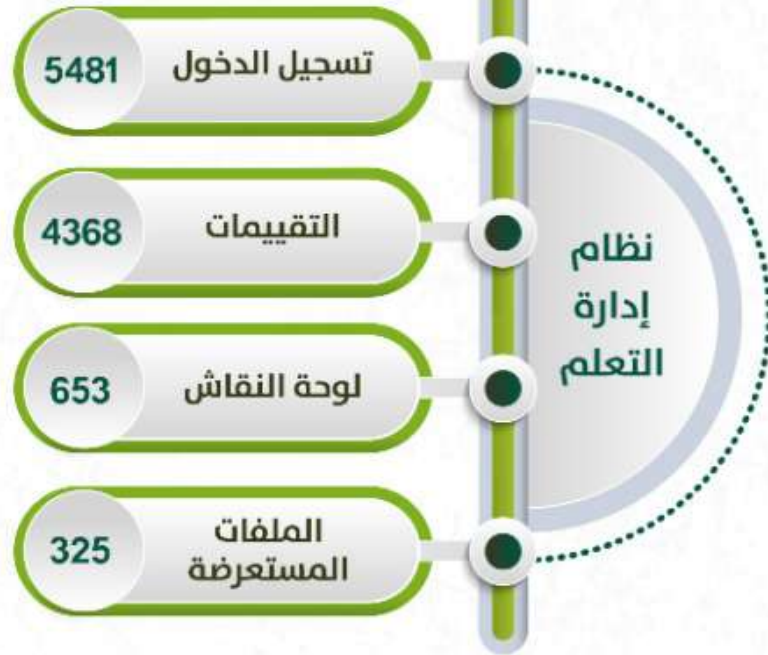 نظام
إدارة
التعلم
تسجيل الدخول
5481
التقييمات
4368
لوحة النقاش
653
الملفات
المستعرضة
325